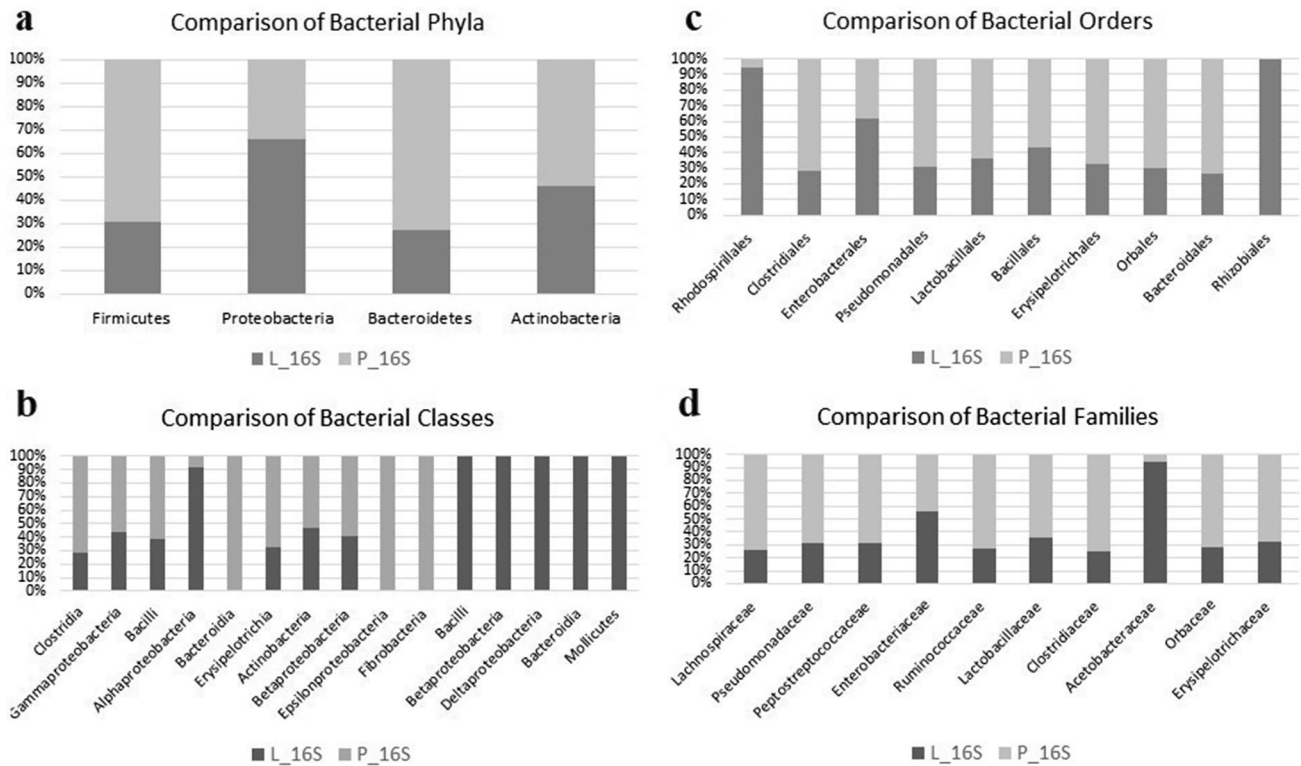 a
Comparison of Bacterial Phyla
100%
90%
80%
70%
60%
50%
40%
30%
20%
10%
0%
Firmicutes Proteobacteria Bacteroidetes Actinobacteria
L_16S P_16S
b
Comparison of Bacterial Classes
100%
90%
80%
70%
60%
50%
40%
30%
20%
10%
0%
Clostridia
Gammaproteobacteria
Bacilli
Alphaproteobacteria
Bacteroidia
Erysipelotrichia
Actinobacteria
Betaproteobacteria
Epsilonproteobacteria
Fibrobacteria
Bacilli
Betaproteobacteria
Deltaproteobacteria
Bacteroidia
Mollicutes
L_16S P_16S
c
Comparison of Bacterial Orders
100%
90%
80%
70%
60%
50%
40%
30%
20%
10%
0%
Rhodospirillales
Clostridiales
Enterobacterales
Pseudomonadales
Lactobacillales
Bacillales
Erysipelotrichales
Orbales
Bacteroidales
Rhizobiales
L_16S P_16S
d
Comparison of Bacterial Families
100%
90%
80%
70%
60%
50%
40%
30%
20%
10%
0%
Lachnospiraceae
Pseudomonadaceae
Peptostreptococcaceae
Enterobacteriaceae
Ruminococcaceae
Lactobacillaceae
Clostridiaceae
Acetobacteraceae
Orbaceae
Erysipelotrichaceae
L_16S P_16S